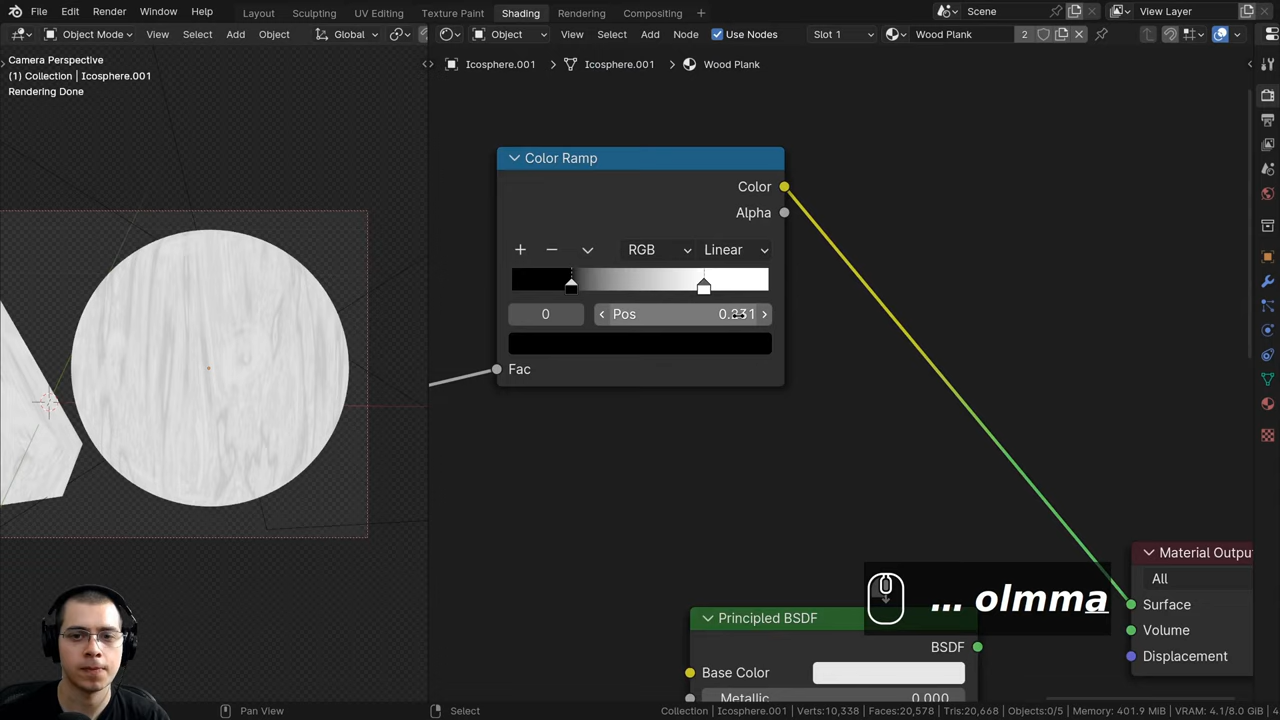 File Edit Render Window Help Layout Sculpting UV Editing Texture Paint Shading Rendering Compositing + Scene View Layer
Object Mode View Select Add Object Global Object View Select Add Node Use Nodes Slot 1 Wood Plank 2
Camera Perspective
(1) Collection | Icosphere.001
Rendering Done
Icosphere.001 > Icosphere.001 > Wood Plank
Color Ramp
Color
Alpha
RGB Linear
0 Pos 0.231
Fac
Material Outpu
All
Surface
Volume
Displacement
... olmma
Principled BSDF
BSDF
Base Color
Metallic 0.000
Pan View Select Collection | Icosphere.001 | Verts:10,338 | Faces:20,578 | Tris:20,668 | Objects:0/5 | Memory: 401.9 MiB | VRAM: 4.1/8.0 GiB | 4